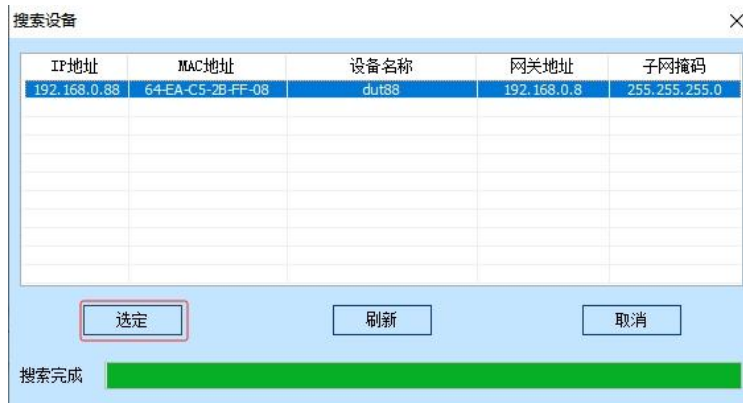 搜索设备
IP地址 MAC地址 设备名称 网关地址 子网掩码
192.168.0.88 64-EA-C5-2B-FF-08 dut88 192.168.0.8 255.255.255.0
选定 刷新 取消
搜索完成